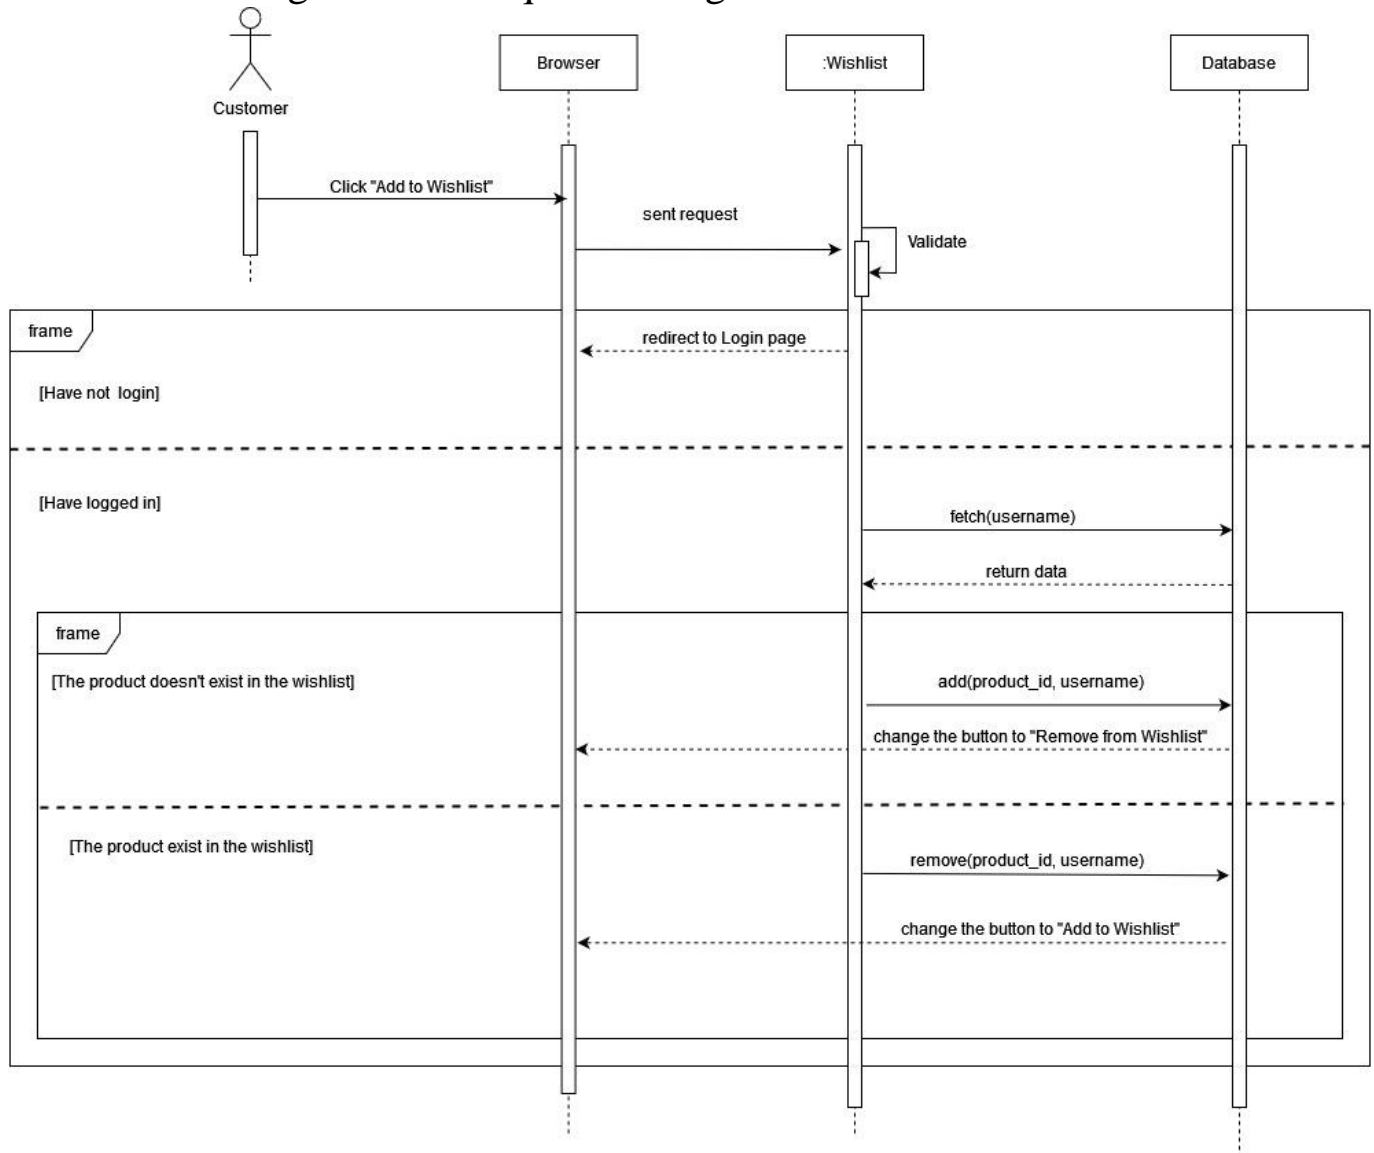 Browser
:Wishlist
Database
Customer
Click "Add to Wishlist"
sent request
Validate
frame
redirect to Login page
[Have not  login]
[Have logged in]
fetch(username)
return data
frame
[The product doesn't exist in the wishlist]
add(product_id, username)
change the button to "Remove from Wishlist"
[The product exist in the wishlist]
remove(product_id, username)
change the button to "Add to Wishlist"